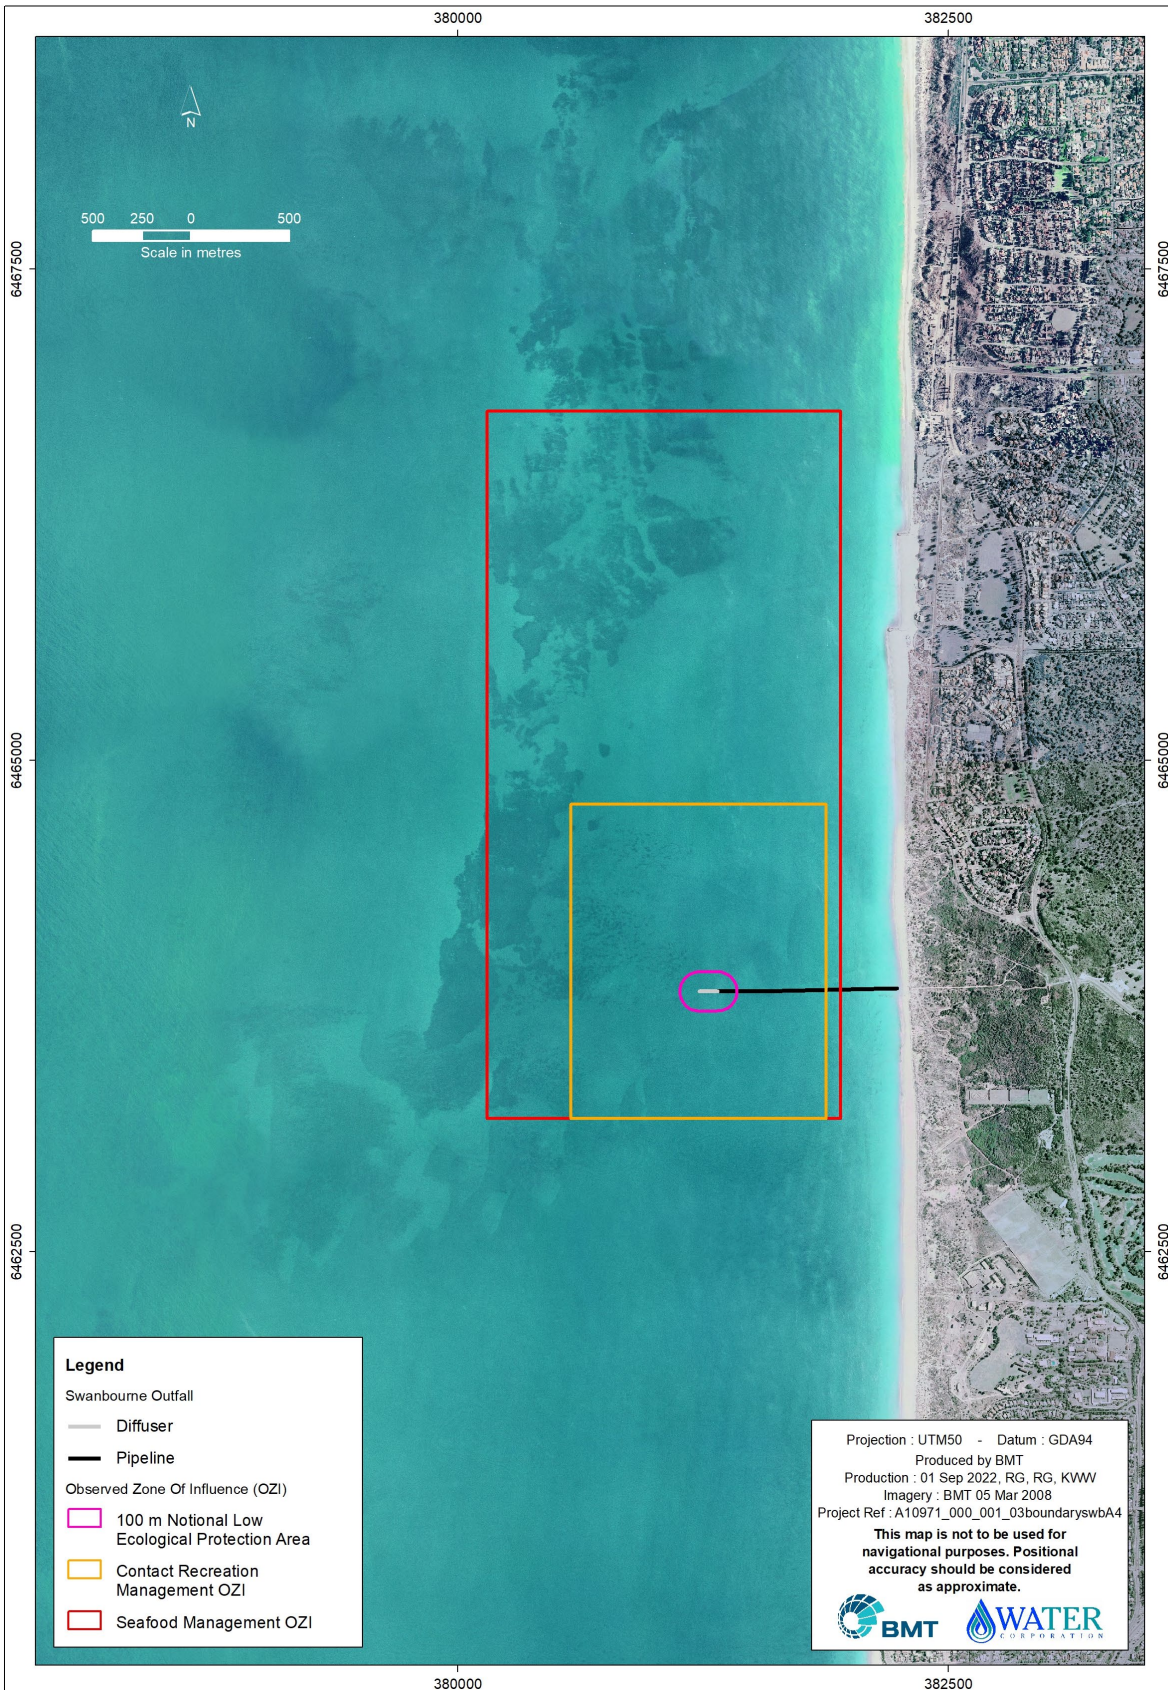 380000
382500
N
500
250
0
500
Scale in metres
6467500
6467500
6465000
6465000
6462500
6462500
Legend
Swanbourne Outfall
Diffuser
Pipeline
Observed Zone Of Influence (OZI)
100 m Notional Low
Ecological Protection Area
Contact Recreation
Management OZI
Seafood Management OZI
Projection : UTM50 - Datum : GDA94
Produced by BMT
Production : 01 Sep 2022, RG, RG, KWW
Imagery : BMT 05 Mar 2008
Project Ref : A10971_000_001_03boundaryswbA4
This map is not to be used for
navigational purposes. Positional
accuracy should be considered
as approximate.
BMT
WATER
CORPORATION
380000
382500